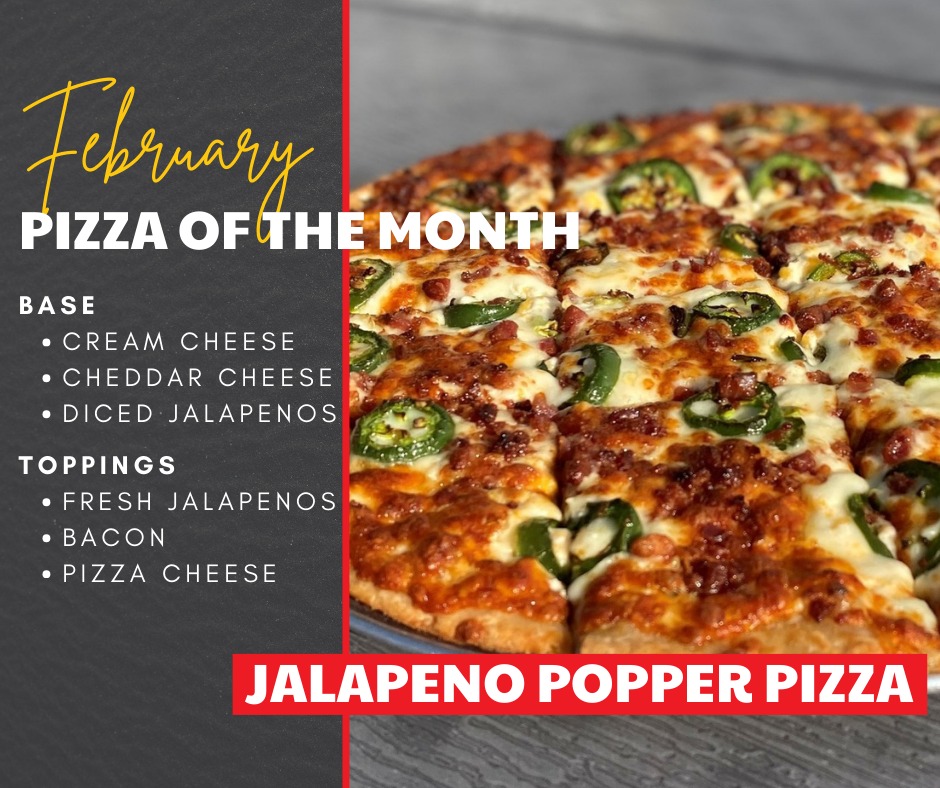 February
PIZZA OF THE MONTH
BASE
• CREAM CHEESE
• CHEDDAR CHEESE
• DICED JALAPENOS
TOPPINGS
• FRESH JALAPENOS
• BACON
• PIZZA CHEESE
JALAPENO POPPER PIZZA